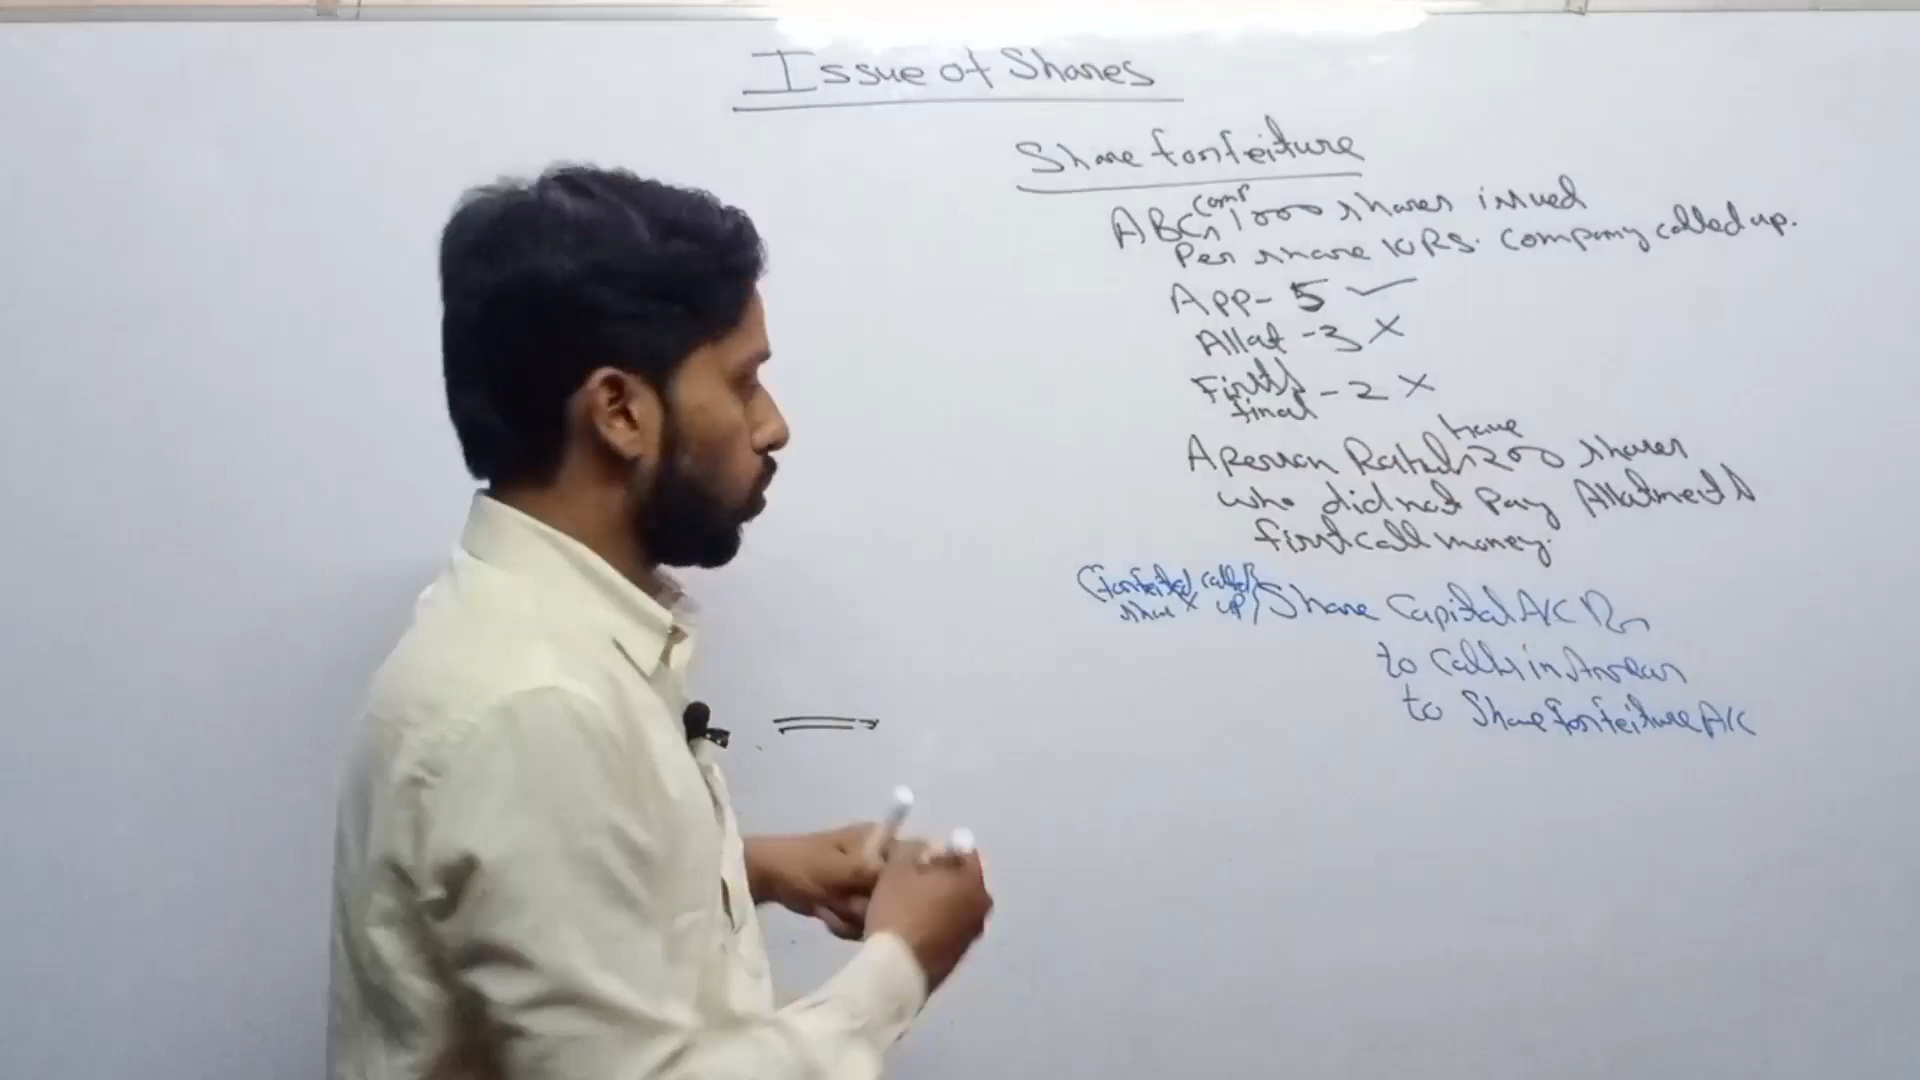 Issue of Shares
Share forfeiture
ABC comp 1000 shares issued
Per share 10 RS. Company called up.
App - 5 ✓
Allot - 3 ×
First & final - 2 ×
A Person have 200 shares
who did not Pay Allotment &
first call money.
(forfeited share × called up) Share Capital A/C Dr
to Calls in Arrear
to Share forfeiture A/C